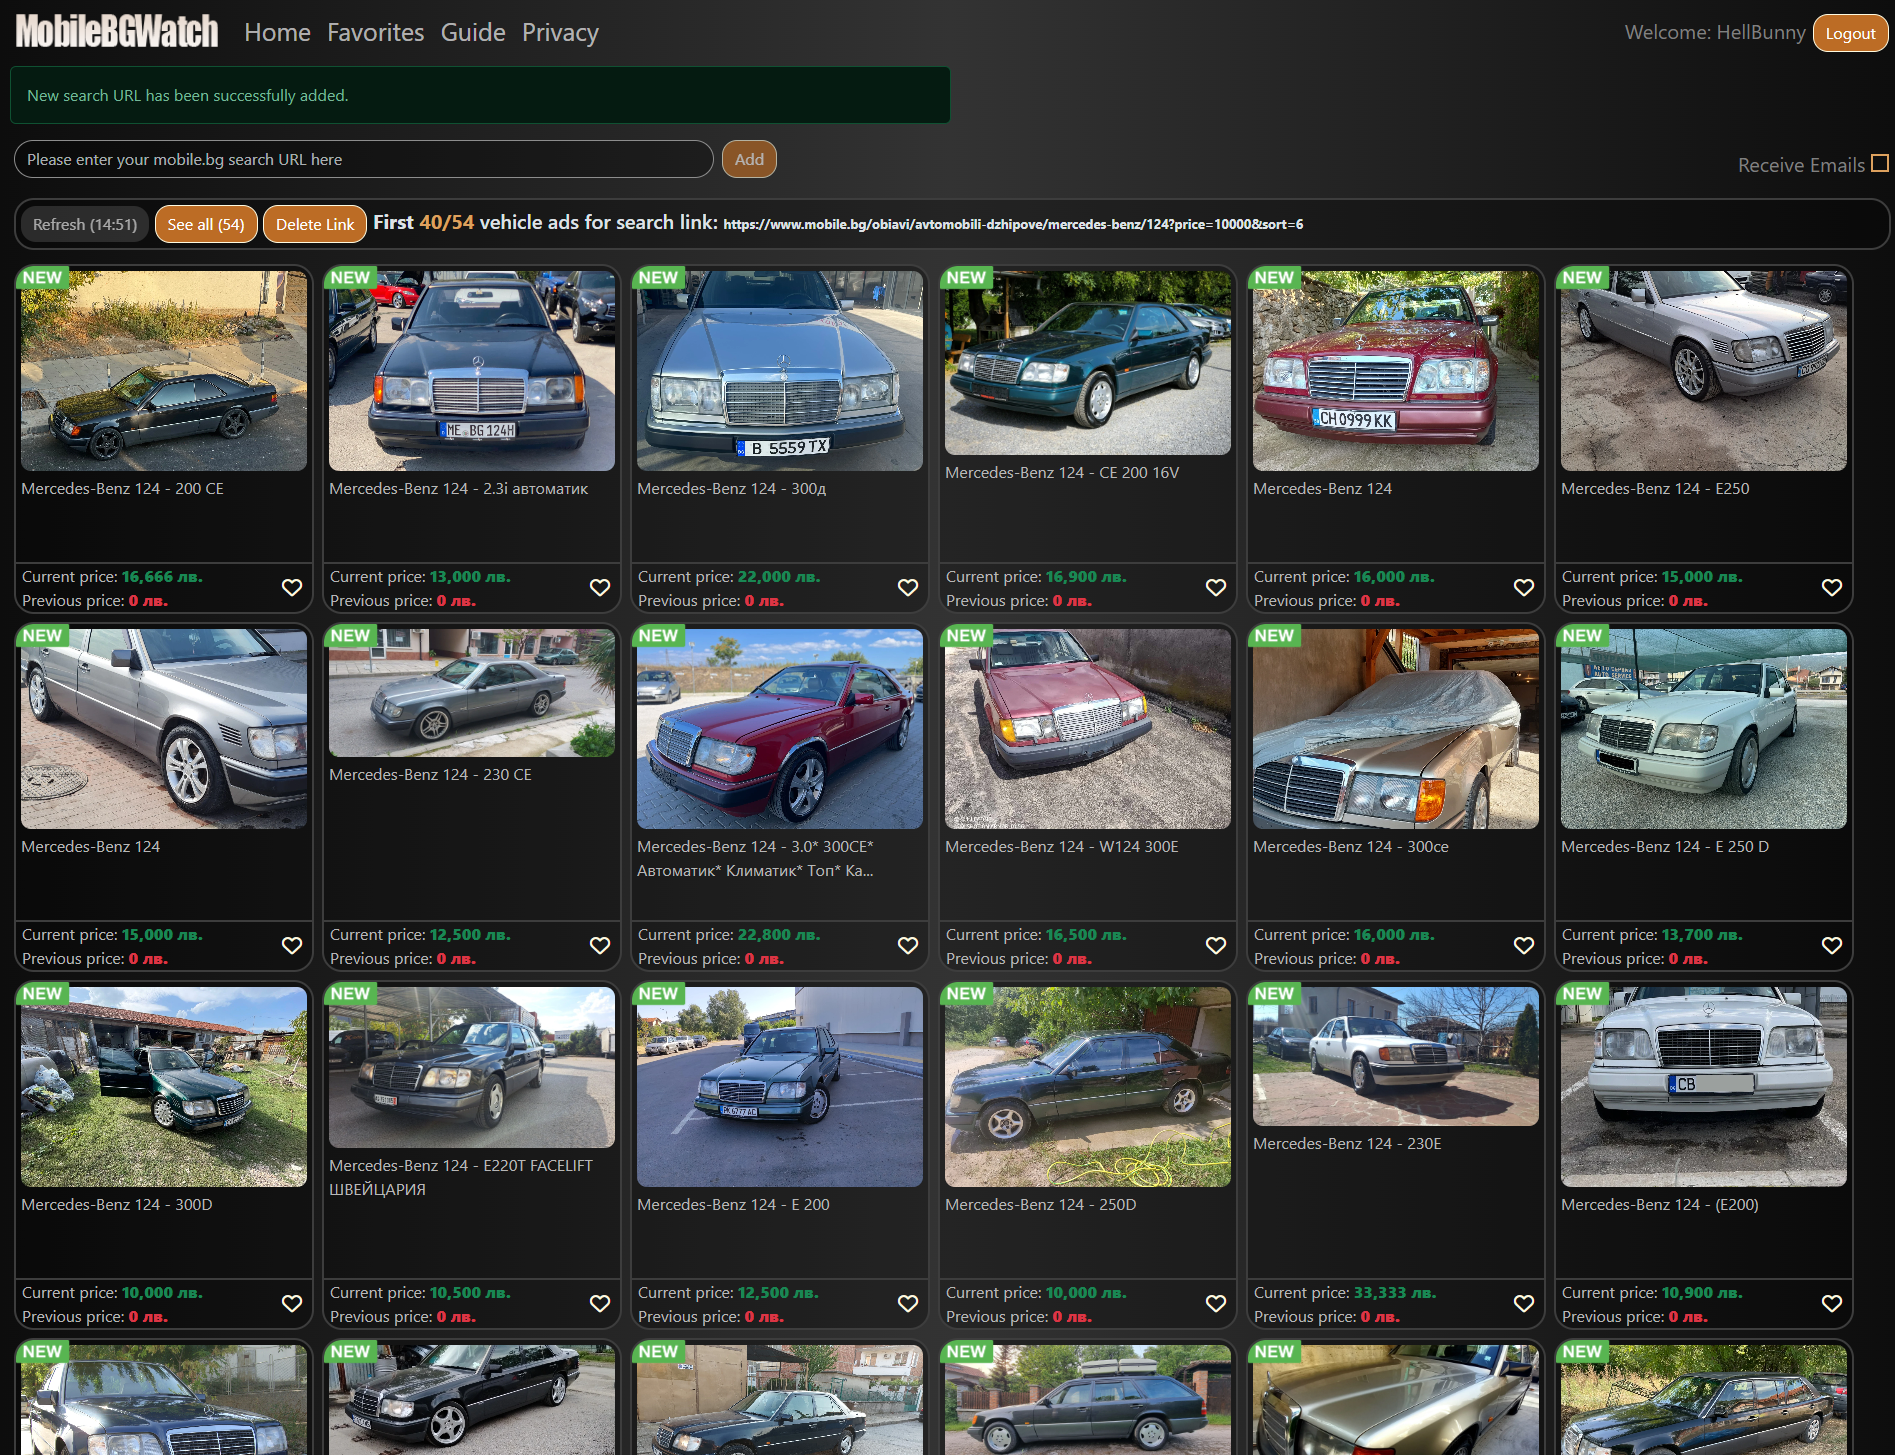 MobileBGWatch Home Favorites Guide Privacy Welcome: HellBunny Logout
New search URL has been successfully added.
Please enter your mobile.bg search URL here Add Receive Emails
Refresh (14:51) See all (54) Delete Link First 40/54 vehicle ads for search link: https://www.mobile.bg/obiavi/avtomobili-dzhipove/mercedes-benz/124?price=10000&sort=6
NEW
Mercedes-Benz 124 - 200 CE
Current price: 16,666 лв.
Previous price: 0 лв.
NEW
ME BG 124H
Mercedes-Benz 124 - 2.3i автоматик
Current price: 13,000 лв.
Previous price: 0 лв.
NEW
B 5559 TX
Mercedes-Benz 124 - 300д
Current price: 22,000 лв.
Previous price: 0 лв.
NEW
Mercedes-Benz 124 - CE 200 16V
Current price: 16,900 лв.
Previous price: 0 лв.
NEW
CH 0999 KK
Mercedes-Benz 124
Current price: 16,000 лв.
Previous price: 0 лв.
NEW
Mercedes-Benz 124 - E250
Current price: 15,000 лв.
Previous price: 0 лв.
NEW
Mercedes-Benz 124
Current price: 15,000 лв.
Previous price: 0 лв.
NEW
Mercedes-Benz 124 - 230 CE
Current price: 12,500 лв.
Previous price: 0 лв.
NEW
Mercedes-Benz 124 - 3.0* 300CE*
Автоматик* Климатик* Топ* Ка...
Current price: 22,800 лв.
Previous price: 0 лв.
NEW
Mercedes-Benz 124 - W124 300E
Current price: 16,500 лв.
Previous price: 0 лв.
NEW
Mercedes-Benz 124 - 300ce
Current price: 16,000 лв.
Previous price: 0 лв.
NEW
AUTO SERVICE
Mercedes-Benz 124 - E 250 D
Current price: 13,700 лв.
Previous price: 0 лв.
NEW
Mercedes-Benz 124 - 300D
Current price: 10,000 лв.
Previous price: 0 лв.
NEW
Mercedes-Benz 124 - E220T FACELIFT
ШВЕЙЦАРИЯ
Current price: 10,500 лв.
Previous price: 0 лв.
NEW
PK 6777 AC
Mercedes-Benz 124 - E 200
Current price: 12,500 лв.
Previous price: 0 лв.
NEW
Mercedes-Benz 124 - 250D
Current price: 10,000 лв.
Previous price: 0 лв.
NEW
Mercedes-Benz 124 - 230E
Current price: 33,333 лв.
Previous price: 0 лв.
NEW
CB
Mercedes-Benz 124 - (E200)
Current price: 10,900 лв.
Previous price: 0 лв.
NEW
NEW
NEW
NEW
NEW
NEW